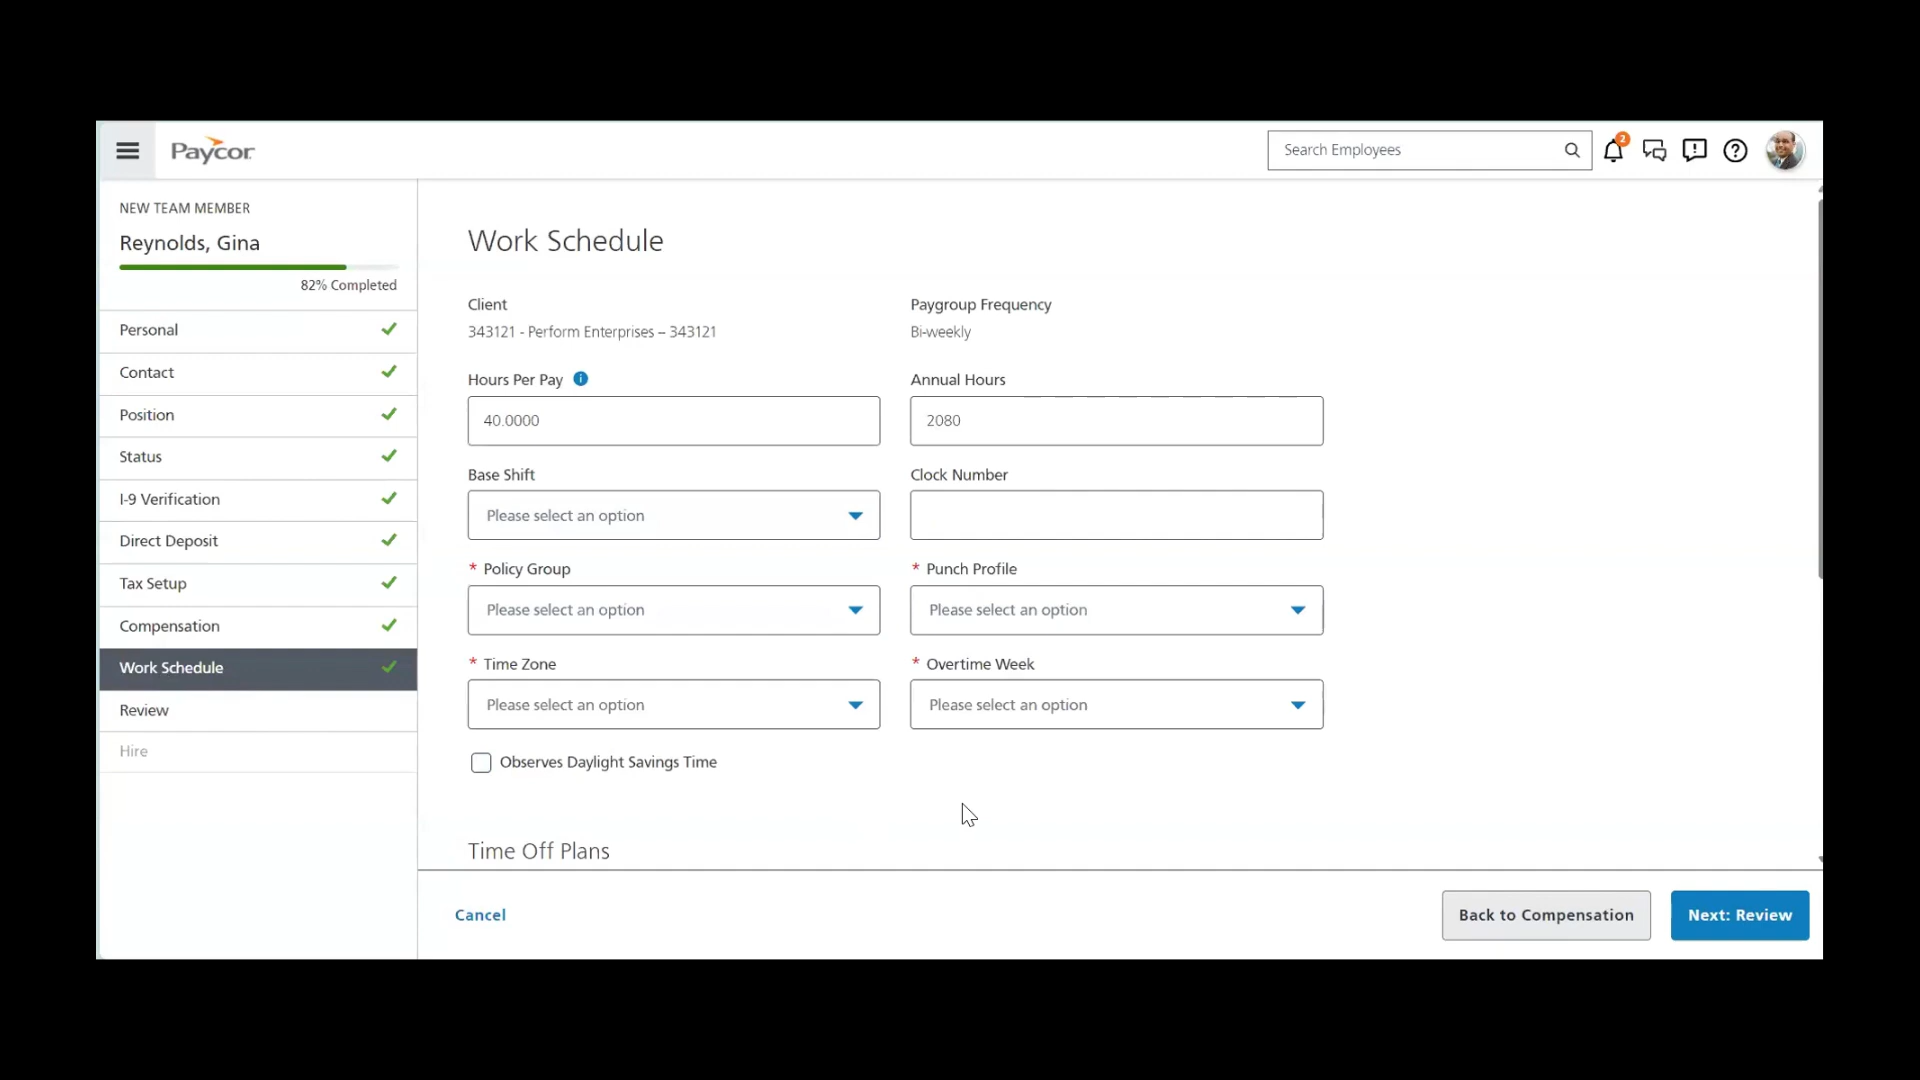 Paycor
Search Employees
2
NEW TEAM MEMBER
Reynolds, Gina
82% Completed
Personal
Contact
Position
Status
I-9 Verification
Direct Deposit
Tax Setup
Compensation
Work Schedule
Review
Hire
Work Schedule
Client
Paygroup Frequency
343121 - Perform Enterprises – 343121
Bi-weekly
Hours Per Pay
Annual Hours
40.0000
2080
Base Shift
Clock Number
Please select an option
* Policy Group
* Punch Profile
Please select an option
Please select an option
* Time Zone
* Overtime Week
Please select an option
Please select an option
Observes Daylight Savings Time
Time Off Plans
Cancel
Back to Compensation
Next: Review